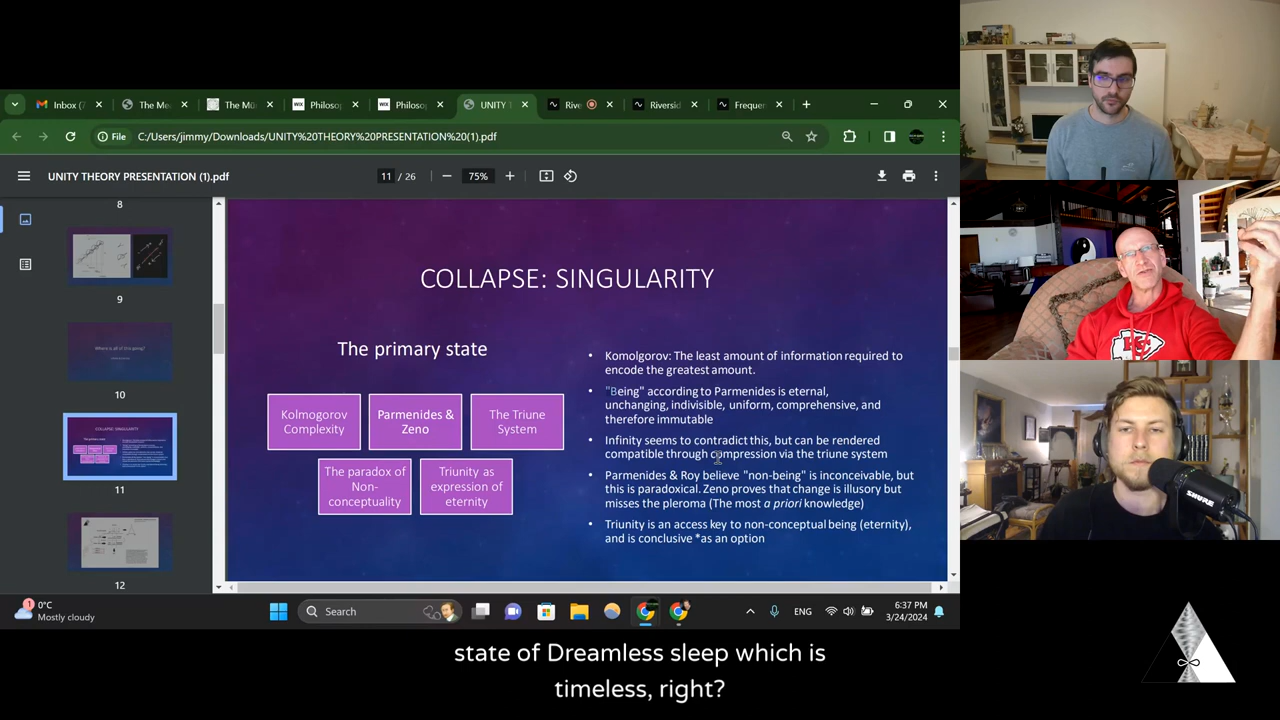 Inbox (7
The Me
The Mü
Philoso
Philoso
UNITY
Rive
Riversid
Frequen
File
C:/Users/jimmy/Downloads/UNITY%20THEORY%20PRESENTATION%20(1).pdf
UNITY THEORY PRESENTATION (1).pdf
11 / 26
75%
8
9
10
11
12
COLLAPSE: SINGULARITY
The primary state
Kolmogorov
Complexity
Parmenides &
Zeno
The Triune
System
The paradox of
Non-
conceptuality
Triunity as
expression of
eternity
• Komolgorov: The least amount of information required to
encode the greatest amount.
• "Being" according to Parmenides is eternal,
unchanging, indivisible, uniform, comprehensive, and
therefore immutable
• Infinity seems to contradict this, but can be rendered
compatible through compression via the triune system
• Parmenides & Roy believe "non-being" is inconceivable, but
this is paradoxical. Zeno proves that change is illusory but
misses the pleroma (The most a priori knowledge)
• Triunity is an access key to non-conceptual being (eternity),
and is conclusive *as an option
1
0°C
Mostly cloudy
Search
ENG
6:37 PM
3/24/2024
KC
SHURE
state of Dreamless sleep which is
timeless, right?